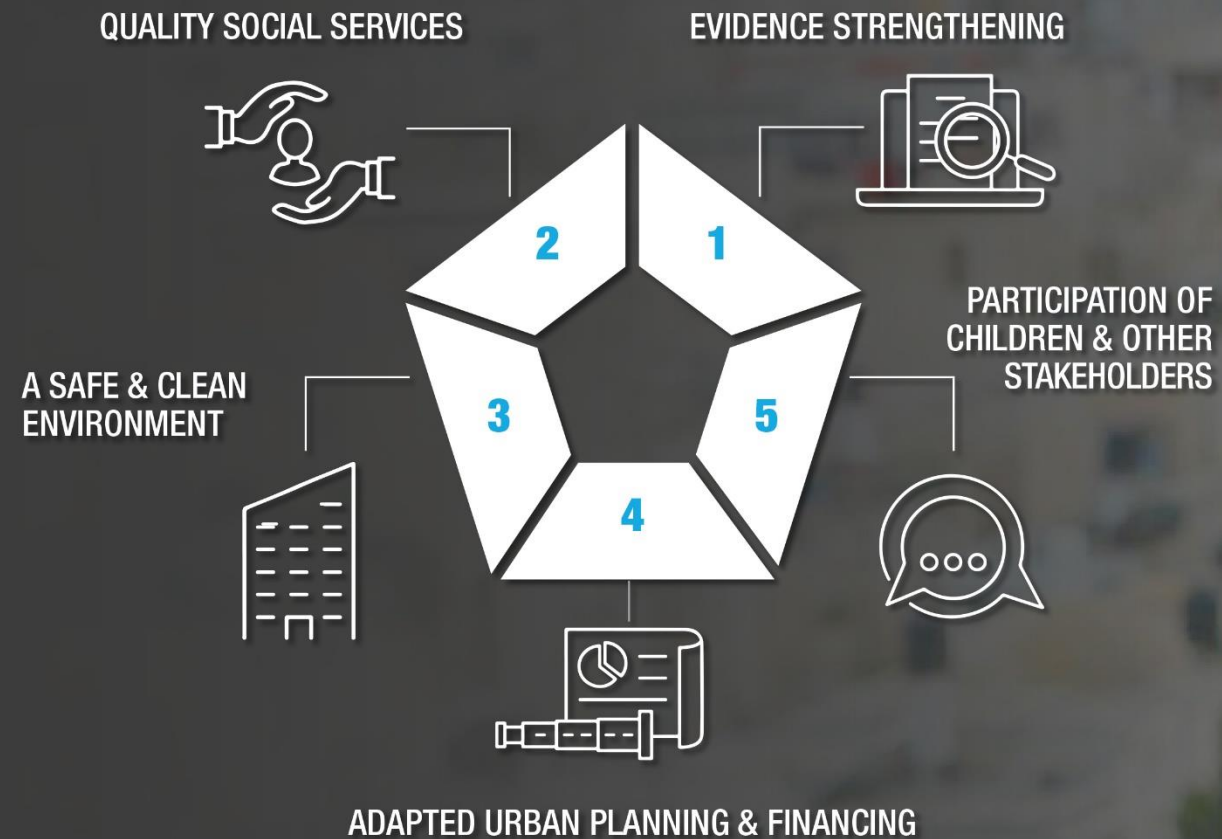 QUALITY SOCIAL SERVICES
EVIDENCE STRENGTHENING
2
1
PARTICIPATION OF
CHILDREN & OTHER
STAKEHOLDERS
A SAFE & CLEAN
ENVIRONMENT
3
5
4
ADAPTED URBAN PLANNING & FINANCING